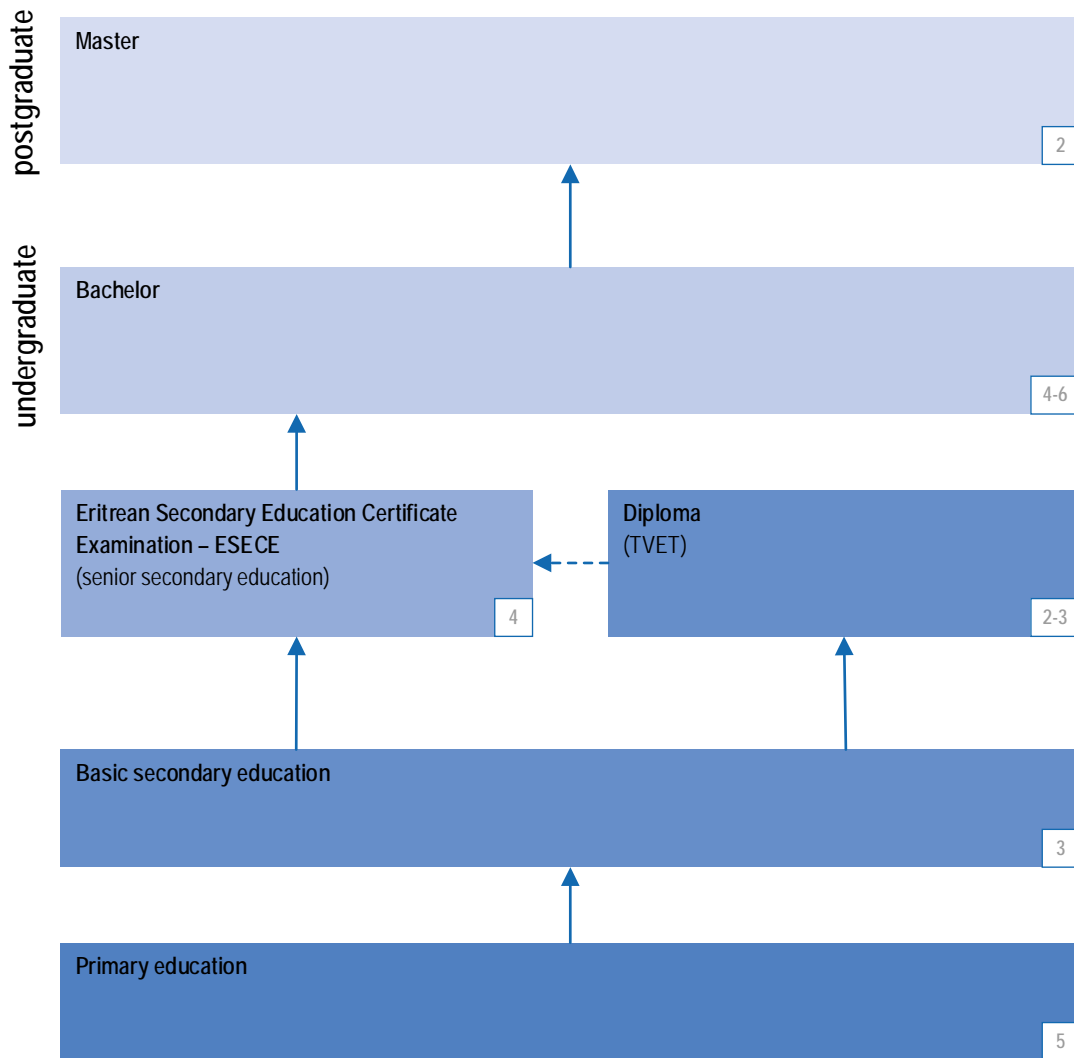 postgraduate
Master
2
undergraduate
Bachelor
4-6
Eritrean Secondary Education Certificate
Examination – ESECE
(senior secondary education)
4
Diploma
(TVET)
2-3
Basic secondary education
3
Primary education
5